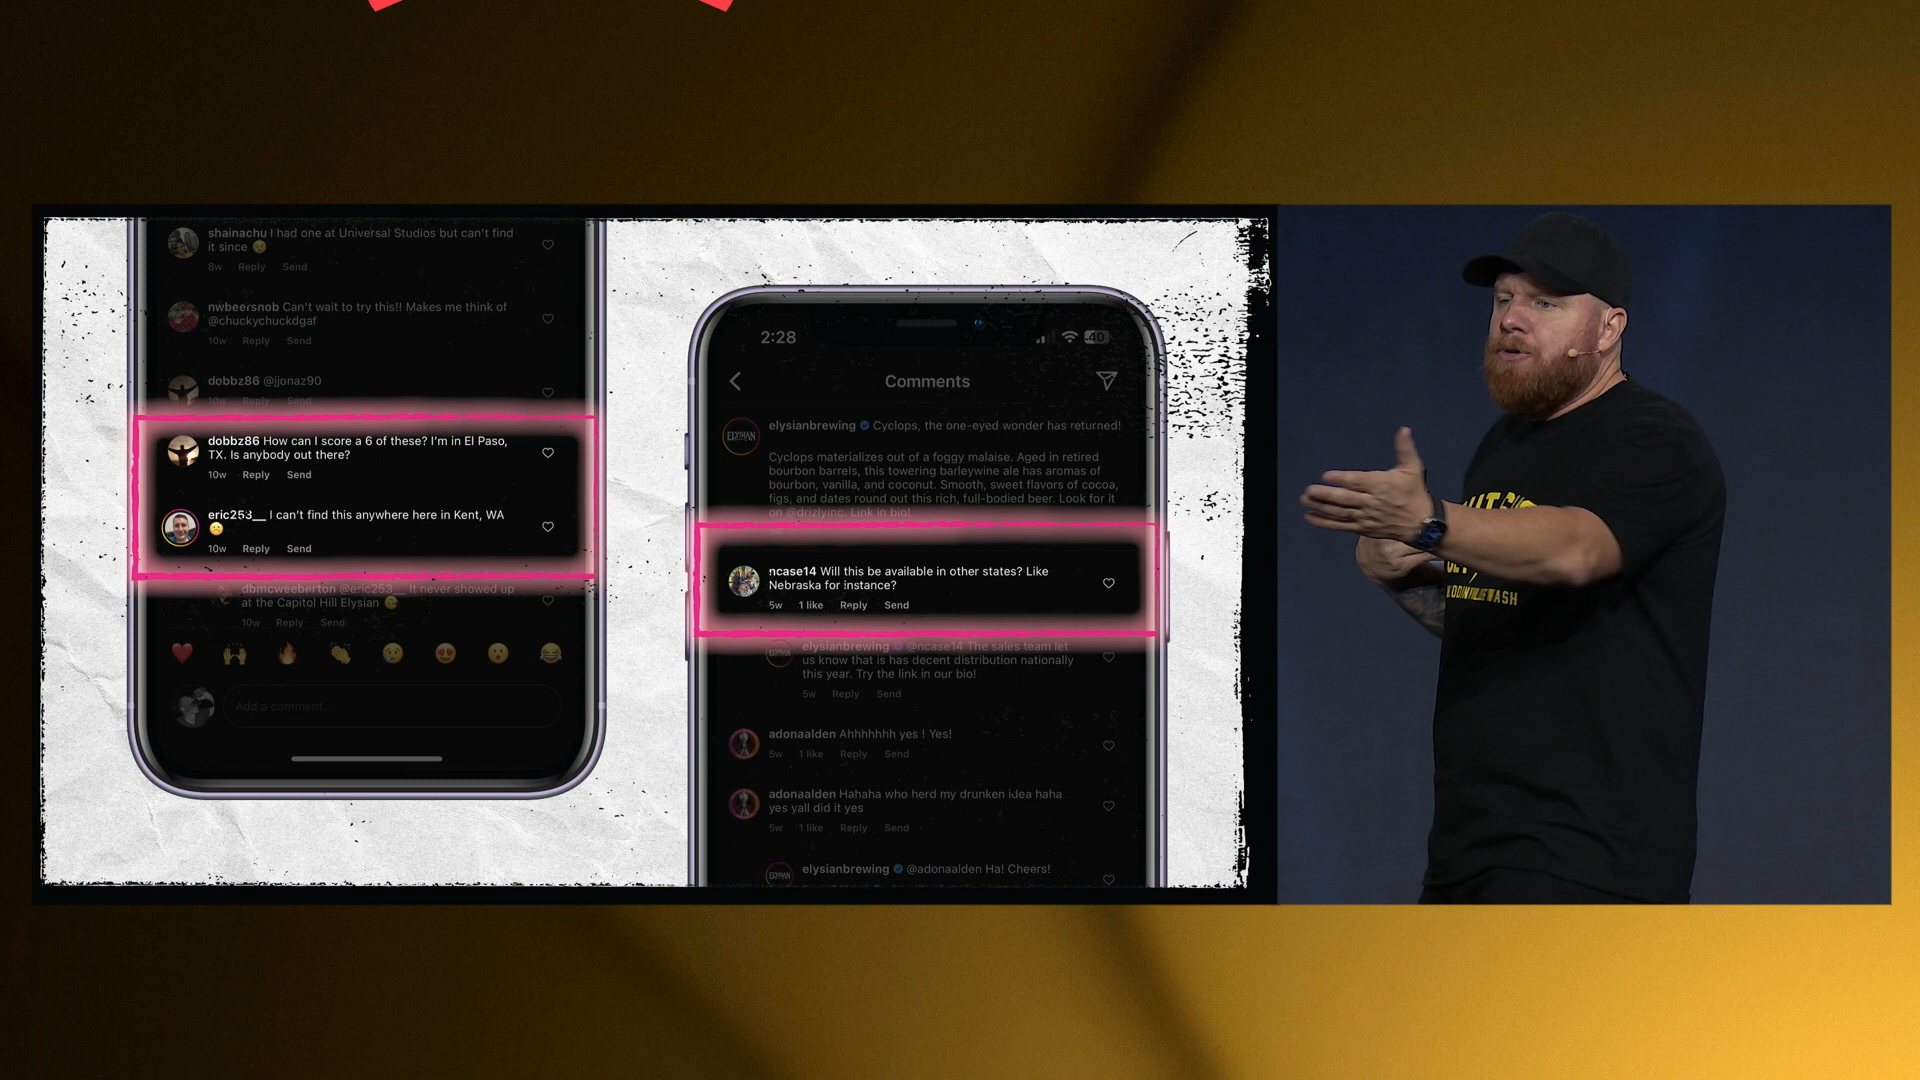 shainachu I had one at Universal Studios but can't find
it since
8w Reply Send
nwbeersnob Can't wait to try this!! Makes me think of
@chuckychuckdgaf
10w Reply Send
dobbz86 @jjonaz90
10w Reply Send
dobbz86 How can I score a 6 of these? I'm in El Paso,
TX. Is anybody out there?
10w Reply Send
eric253__ I can't find this anywhere here in Kent, WA
☹️
10w Reply Send
dbmcweeberton @eric253__ It never showed up
at the Capitol Hill Elysian
10w Reply Send
❤️ 🙌 🔥 👏 😢 😍 😮 😂
Add a comment...
2:28
40
Comments
ELYSIAN
elysianbrewing Cyclops, the one-eyed wonder has returned!
Cyclops materializes out of a foggy malaise. Aged in retired
bourbon barrels, this towering barleywine ale has aromas of
bourbon, vanilla, and coconut. Smooth, sweet flavors of cocoa,
figs, and dates round out this rich, full-bodied beer. Look for it
on @drizlyinc. Link in bio!
ncase14 Will this be available in other states? Like
Nebraska for instance?
5w 1 like Reply Send
ELYSIAN
elysianbrewing @ncase14 The sales team let
us know that is has decent distribution nationally
this year. Try the link in our bio!
5w Reply Send
adonaalden Ahhhhhhh yes ! Yes!
5w 1 like Reply Send
adonaalden Hahaha who herd my drunken idea haha
yes yall did it yes
5w 1 like Reply Send
ELYSIAN
elysianbrewing @adonaalden Ha! Cheers!